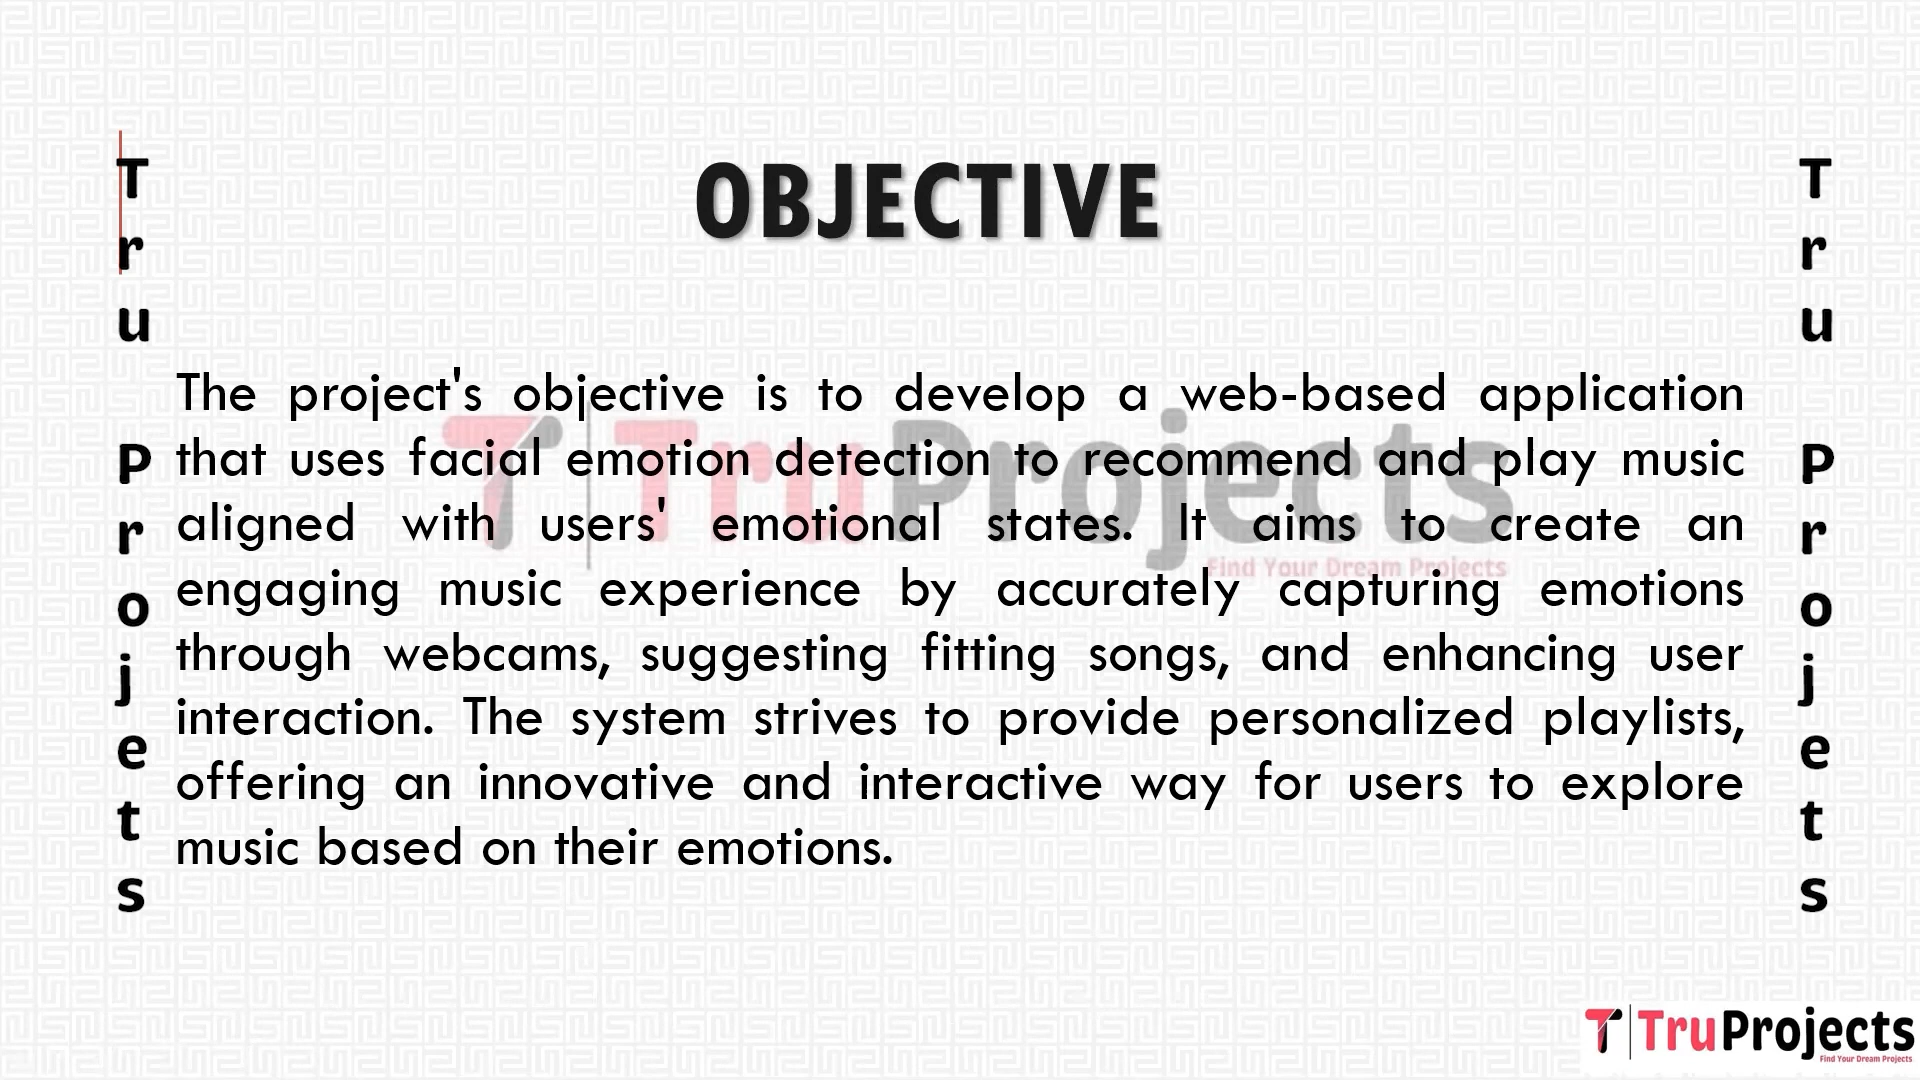 OBJECTIVE
T
r
u
P
r
o
j
e
t
s
The project's objective is to develop a web-based application
that uses facial emotion detection to recommend and play music
aligned with users' emotional states. It aims to create an
engaging music experience by accurately capturing emotions
through webcams, suggesting fitting songs, and enhancing user
interaction. The system strives to provide personalized playlists,
offering an innovative and interactive way for users to explore
music based on their emotions.
TruProjects
Find Your Dream Projects
T
r
u
P
r
o
j
e
t
s
TruProjects
Find Your Dream Projects